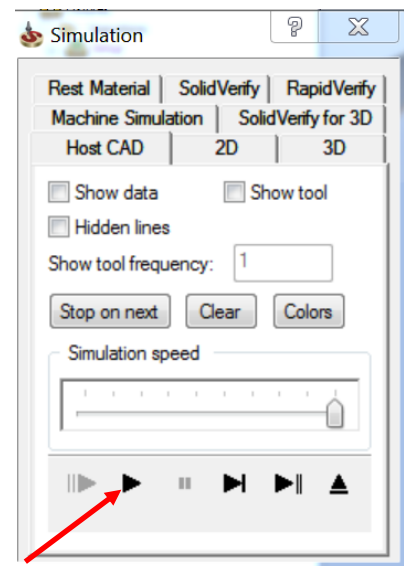 Simulation
Rest Material SolidVerify RapidVerify
Machine Simulation SolidVerify for 3D
Host CAD 2D 3D
Show data Show tool
Hidden lines
Show tool frequency: 1
Stop on next Clear Colors
Simulation speed